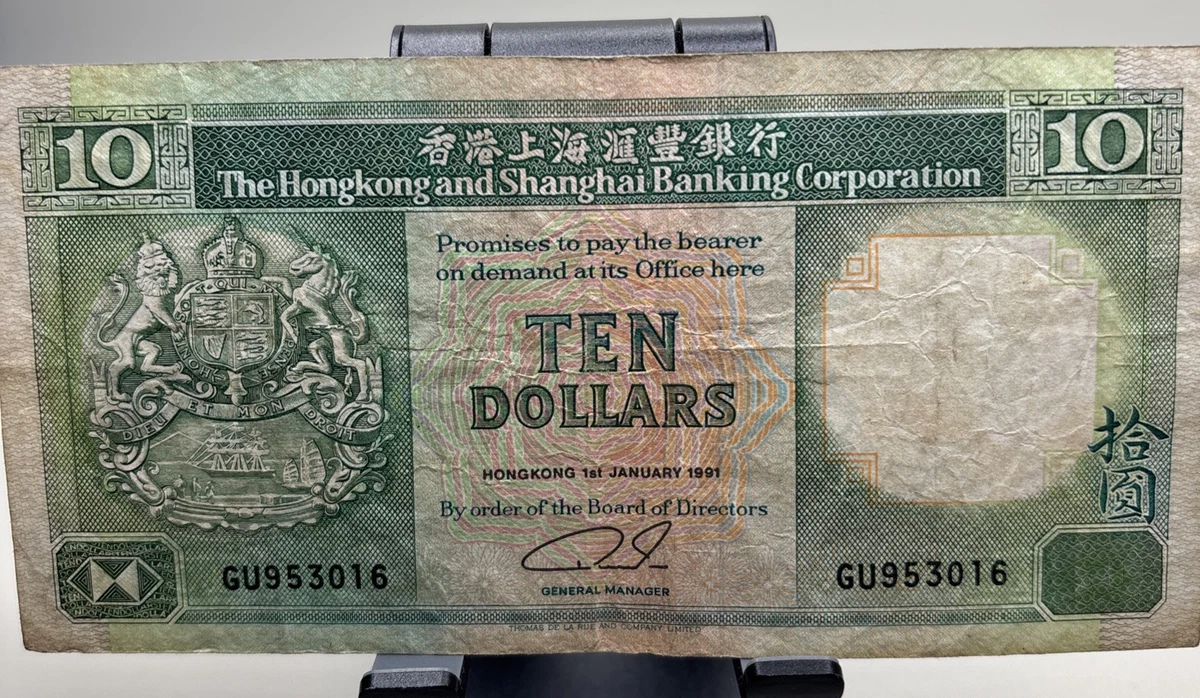 10
香港上海滙豐銀行
10
The Hongkong and Shanghai Banking Corporation
Promises to pay the bearer
on demand at its Office here
TEN
DOLLARS
DIEU ET MON DROIT
拾圓
HONGKONG 1st JANUARY 1991
By order of the Board of Directors
GU953016
GU953016
GENERAL MANAGER
THOMAS DE LA RUE AND COMPANY LIMITED